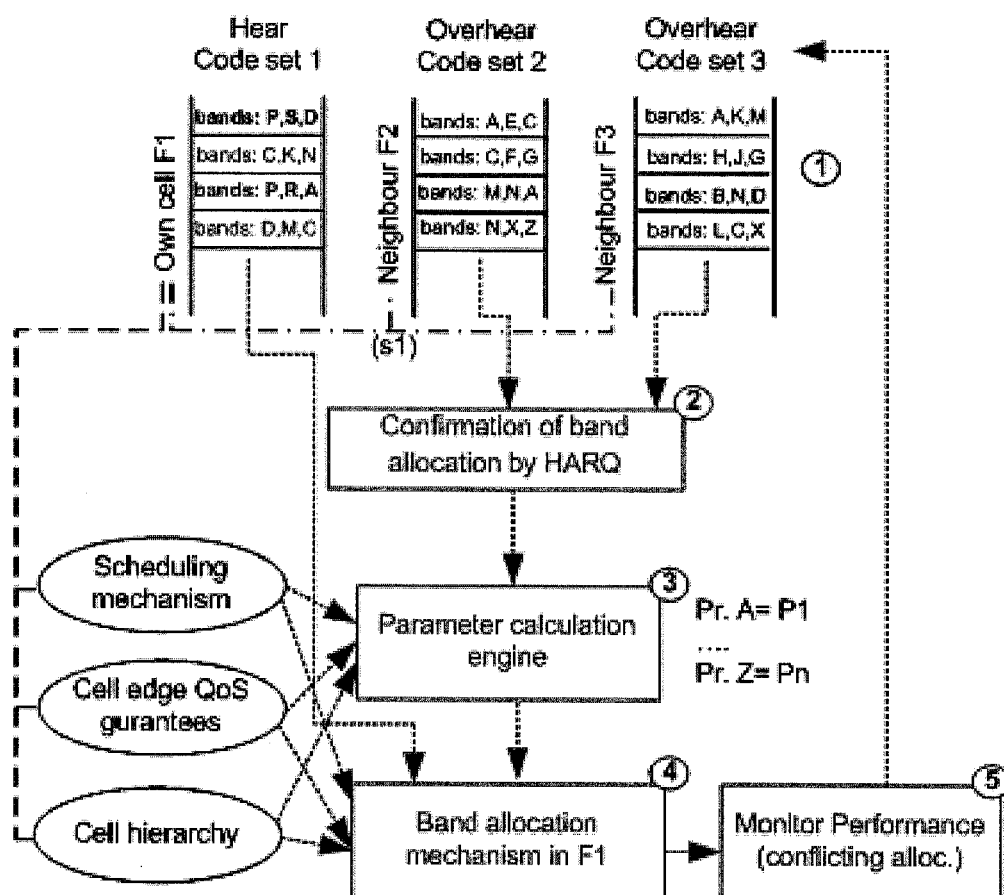 Hear
Code set 1
Overhear
Code set 2
Overhear
Code set 3
Own cell F1
bands: P,S,D
bands: C,K,N
bands: P,R,A
bands: D,M,C
Neighbour F2
bands: A,E,C
bands: C,F,G
bands: M,N,A
bands: N,X,Z
Neighbour F3
bands: A,K,M
bands: H,J,G
bands: B,N,D
bands: L,C,X
1
(s1)
2
Confirmation of band
allocation by HARQ
Scheduling
mechanism
3
Parameter calculation
engine
Pr. A= P1
....
Pr. Z= Pn
Cell edge QoS
gurantees
Cell hierarchy
4
Band allocation
mechanism in F1
5
Monitor Performance
(conflicting alloc.)